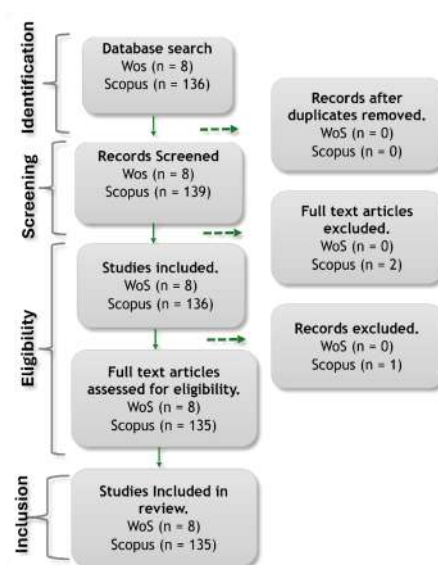 Identification
Database search
Wos (n = 8)
Scopus (n = 136)
Records after
duplicates removed.
WoS (n = 0)
Scopus (n = 0)
Screening
Records Screened
Wos (n = 8)
Scopus (n = 139)
Full text articles
excluded.
WoS (n = 0)
Scopus (n = 2)
Eligibility
Studies included.
WoS (n = 8)
Scopus (n = 136)
Records excluded.
WoS (n = 0)
Scopus (n = 1)
Full text articles
assessed for eligibility.
WoS (n = 8)
Scopus (n = 135)
Inclusion
Studies Included in
review.
WoS (n = 8)
Scopus (n = 135)